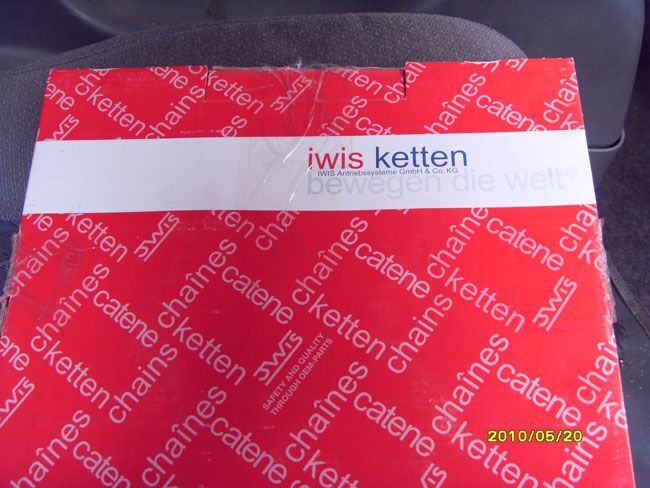 iwis ketten
IWIS Antriebssysteme GmbH & Co. KG
bewegen die welt
chaînes
catene
ketten
chains
iwis
SAFETY AND QUALITY
THROUGH OEM-PARTS
2010/05/20